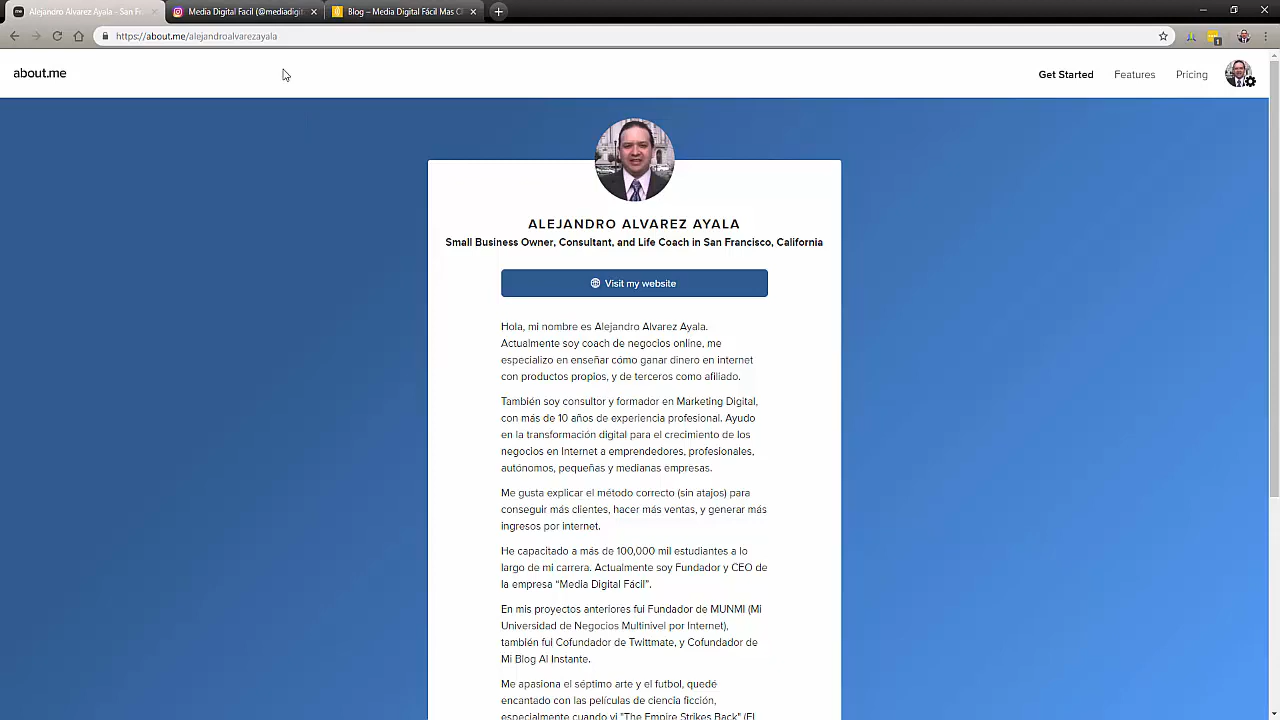 Alejandro Alvarez Ayala - San Fr
Media Digital Facil (@mediadigit
Blog – Media Digital Fácil Mas C
https://about.me/alejandroalvarezayala
about.me
Get Started
Features
Pricing
ALEJANDRO ALVAREZ AYALA
Small Business Owner, Consultant, and Life Coach in San Francisco, California
Visit my website
Hola, mi nombre es Alejandro Alvarez Ayala.
Actualmente soy coach de negocios online, me
especializo en enseñar cómo ganar dinero en internet
con productos propios, y de terceros como afiliado.
También soy consultor y formador en Marketing Digital,
con más de 10 años de experiencia profesional. Ayudo
en la transformación digital para el crecimiento de los
negocios en Internet a emprendedores, profesionales,
autónomos, pequeñas y medianas empresas.
Me gusta explicar el método correcto (sin atajos) para
conseguir más clientes, hacer más ventas, y generar más
ingresos por internet.
He capacitado a más de 100,000 mil estudiantes a lo
largo de mi carrera. Actualmente soy Fundador y CEO de
la empresa “Media Digital Fácil”.
En mis proyectos anteriores fui Fundador de MUNMI (Mi
Universidad de Negocios Multinivel por Internet),
también fui Cofundador de Twittmate, y Cofundador de
Mi Blog Al Instante.
Me apasiona el séptimo arte y el futbol, quedé
encantado con las películas de ciencia ficción,
especialmente cuando vi "The Empire Strikes Back" (El